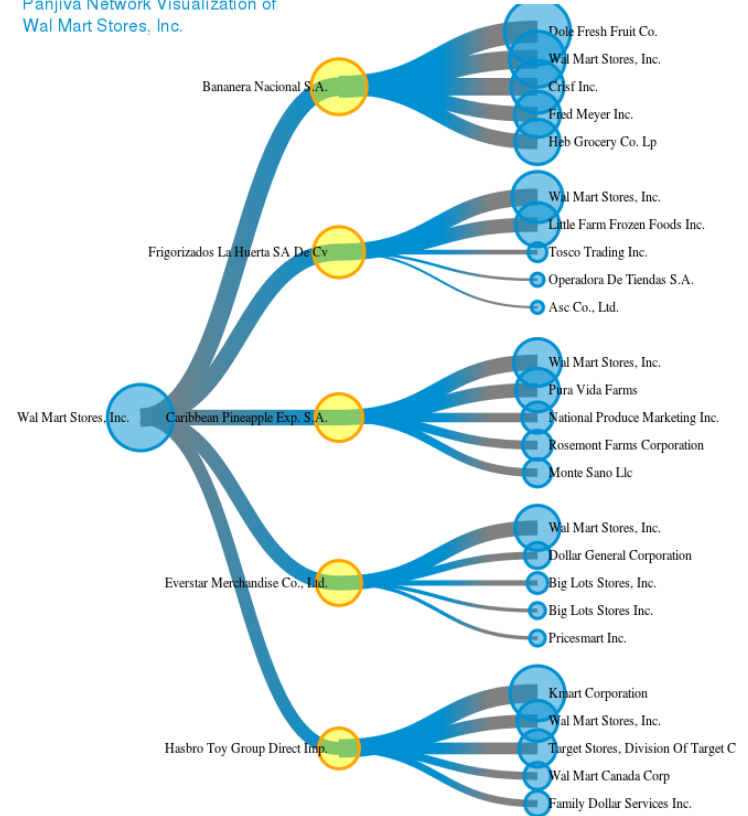 Panjiva Network Visualization of
Wal Mart Stores, Inc.
Dole Fresh Fruit Co.
Wal Mart Stores, Inc.
Bananera Nacional S.A.
Crisf Inc.
Fred Meyer Inc.
Heb Grocery Co. Lp
Wal Mart Stores, Inc.
Little Farm Frozen Foods Inc.
Frigorizados La Huerta SA De Cv
Tosco Trading Inc.
Operadora De Tiendas S.A.
Asc Co., Ltd.
Wal Mart Stores, Inc.
Pura Vida Farms
Wal Mart Stores, Inc.
Caribbean Pineapple Exp. S.A.
National Produce Marketing Inc.
Rosemont Farms Corporation
Monte Sano Llc
Wal Mart Stores, Inc.
Dollar General Corporation
Everstar Merchandise Co., Ltd.
Big Lots Stores, Inc.
Big Lots Stores Inc.
Pricesmart Inc.
Kmart Corporation
Wal Mart Stores, Inc.
Hasbro Toy Group Direct Imp.
Target Stores, Division Of Target C
Wal Mart Canada Corp
Family Dollar Services Inc.